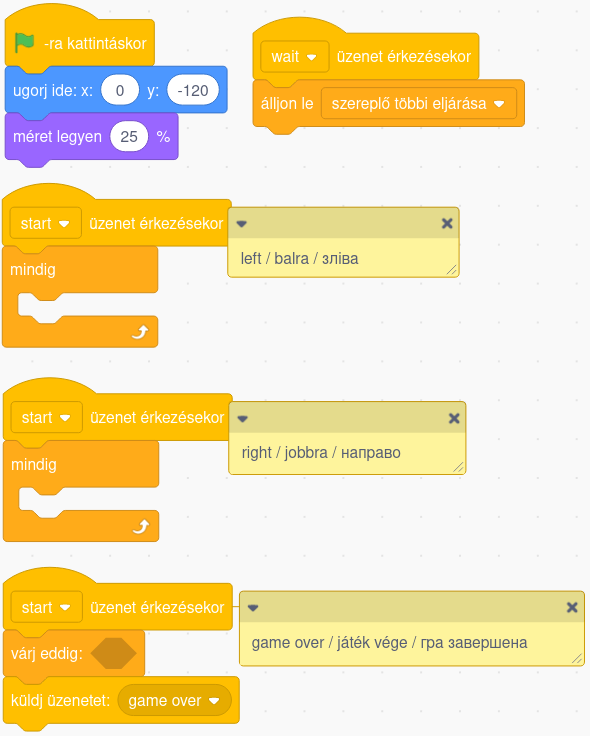 -ra kattintáskor
ugorj ide: x: 0 y: -120
méret legyen 25 %
wait üzenet érkezésekor
álljon le szereplő többi eljárása
start üzenet érkezésekor
left / balra / зліва
mindig
start üzenet érkezésekor
right / jobbra / направо
mindig
start üzenet érkezésekor
game over / játék vége / гра завершена
várj eddig:
küldj üzenetet: game over